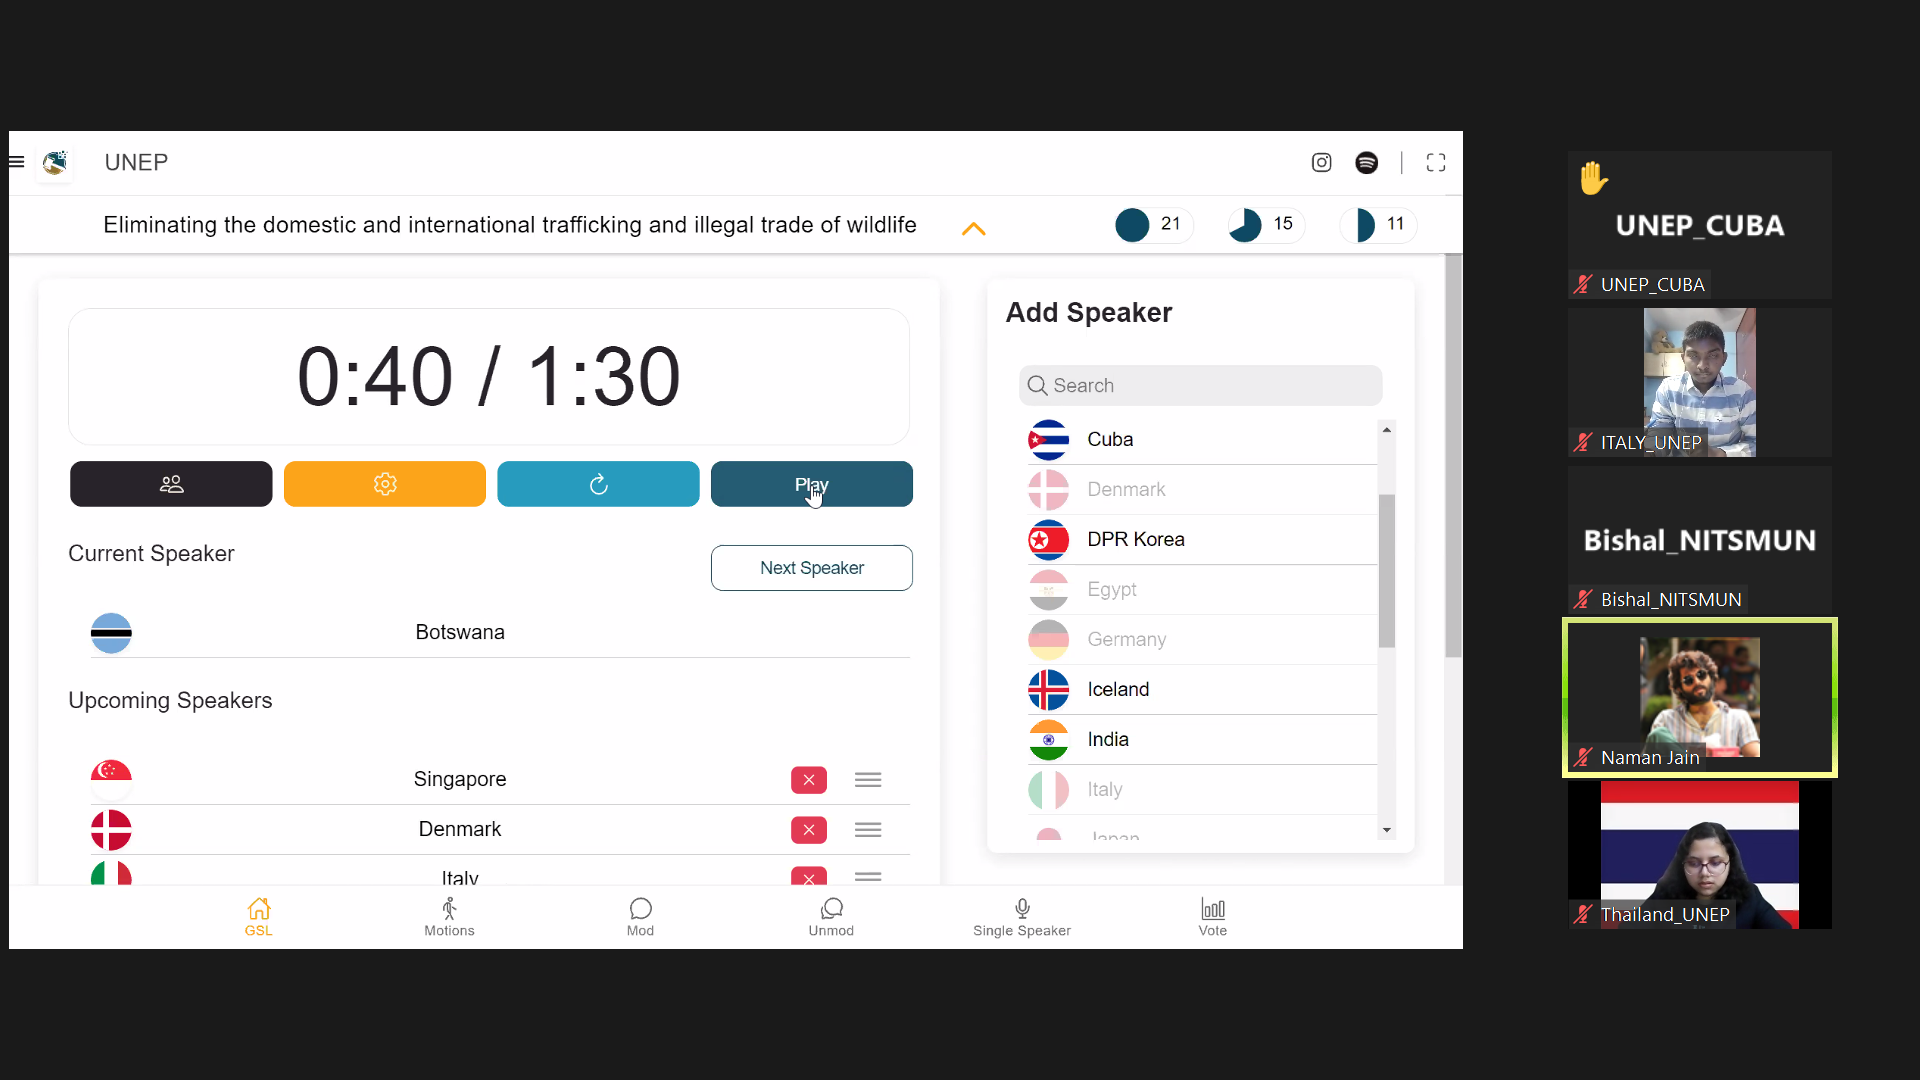 UNEP
Eliminating the domestic and international trafficking and illegal trade of wildlife
21
15
11
0:40 / 1:30
Play
Current Speaker
Next Speaker
Botswana
Upcoming Speakers
Singapore
Denmark
Italy
Add Speaker
Search
Cuba
Denmark
DPR Korea
Egypt
Germany
Iceland
India
Italy
Japan
GSL
Motions
Mod
Unmod
Single Speaker
Vote
UNEP_CUBA
UNEP_CUBA
ITALY_UNEP
Bishal_NITSMUN
Bishal_NITSMUN
Naman Jain
Thailand_UNEP